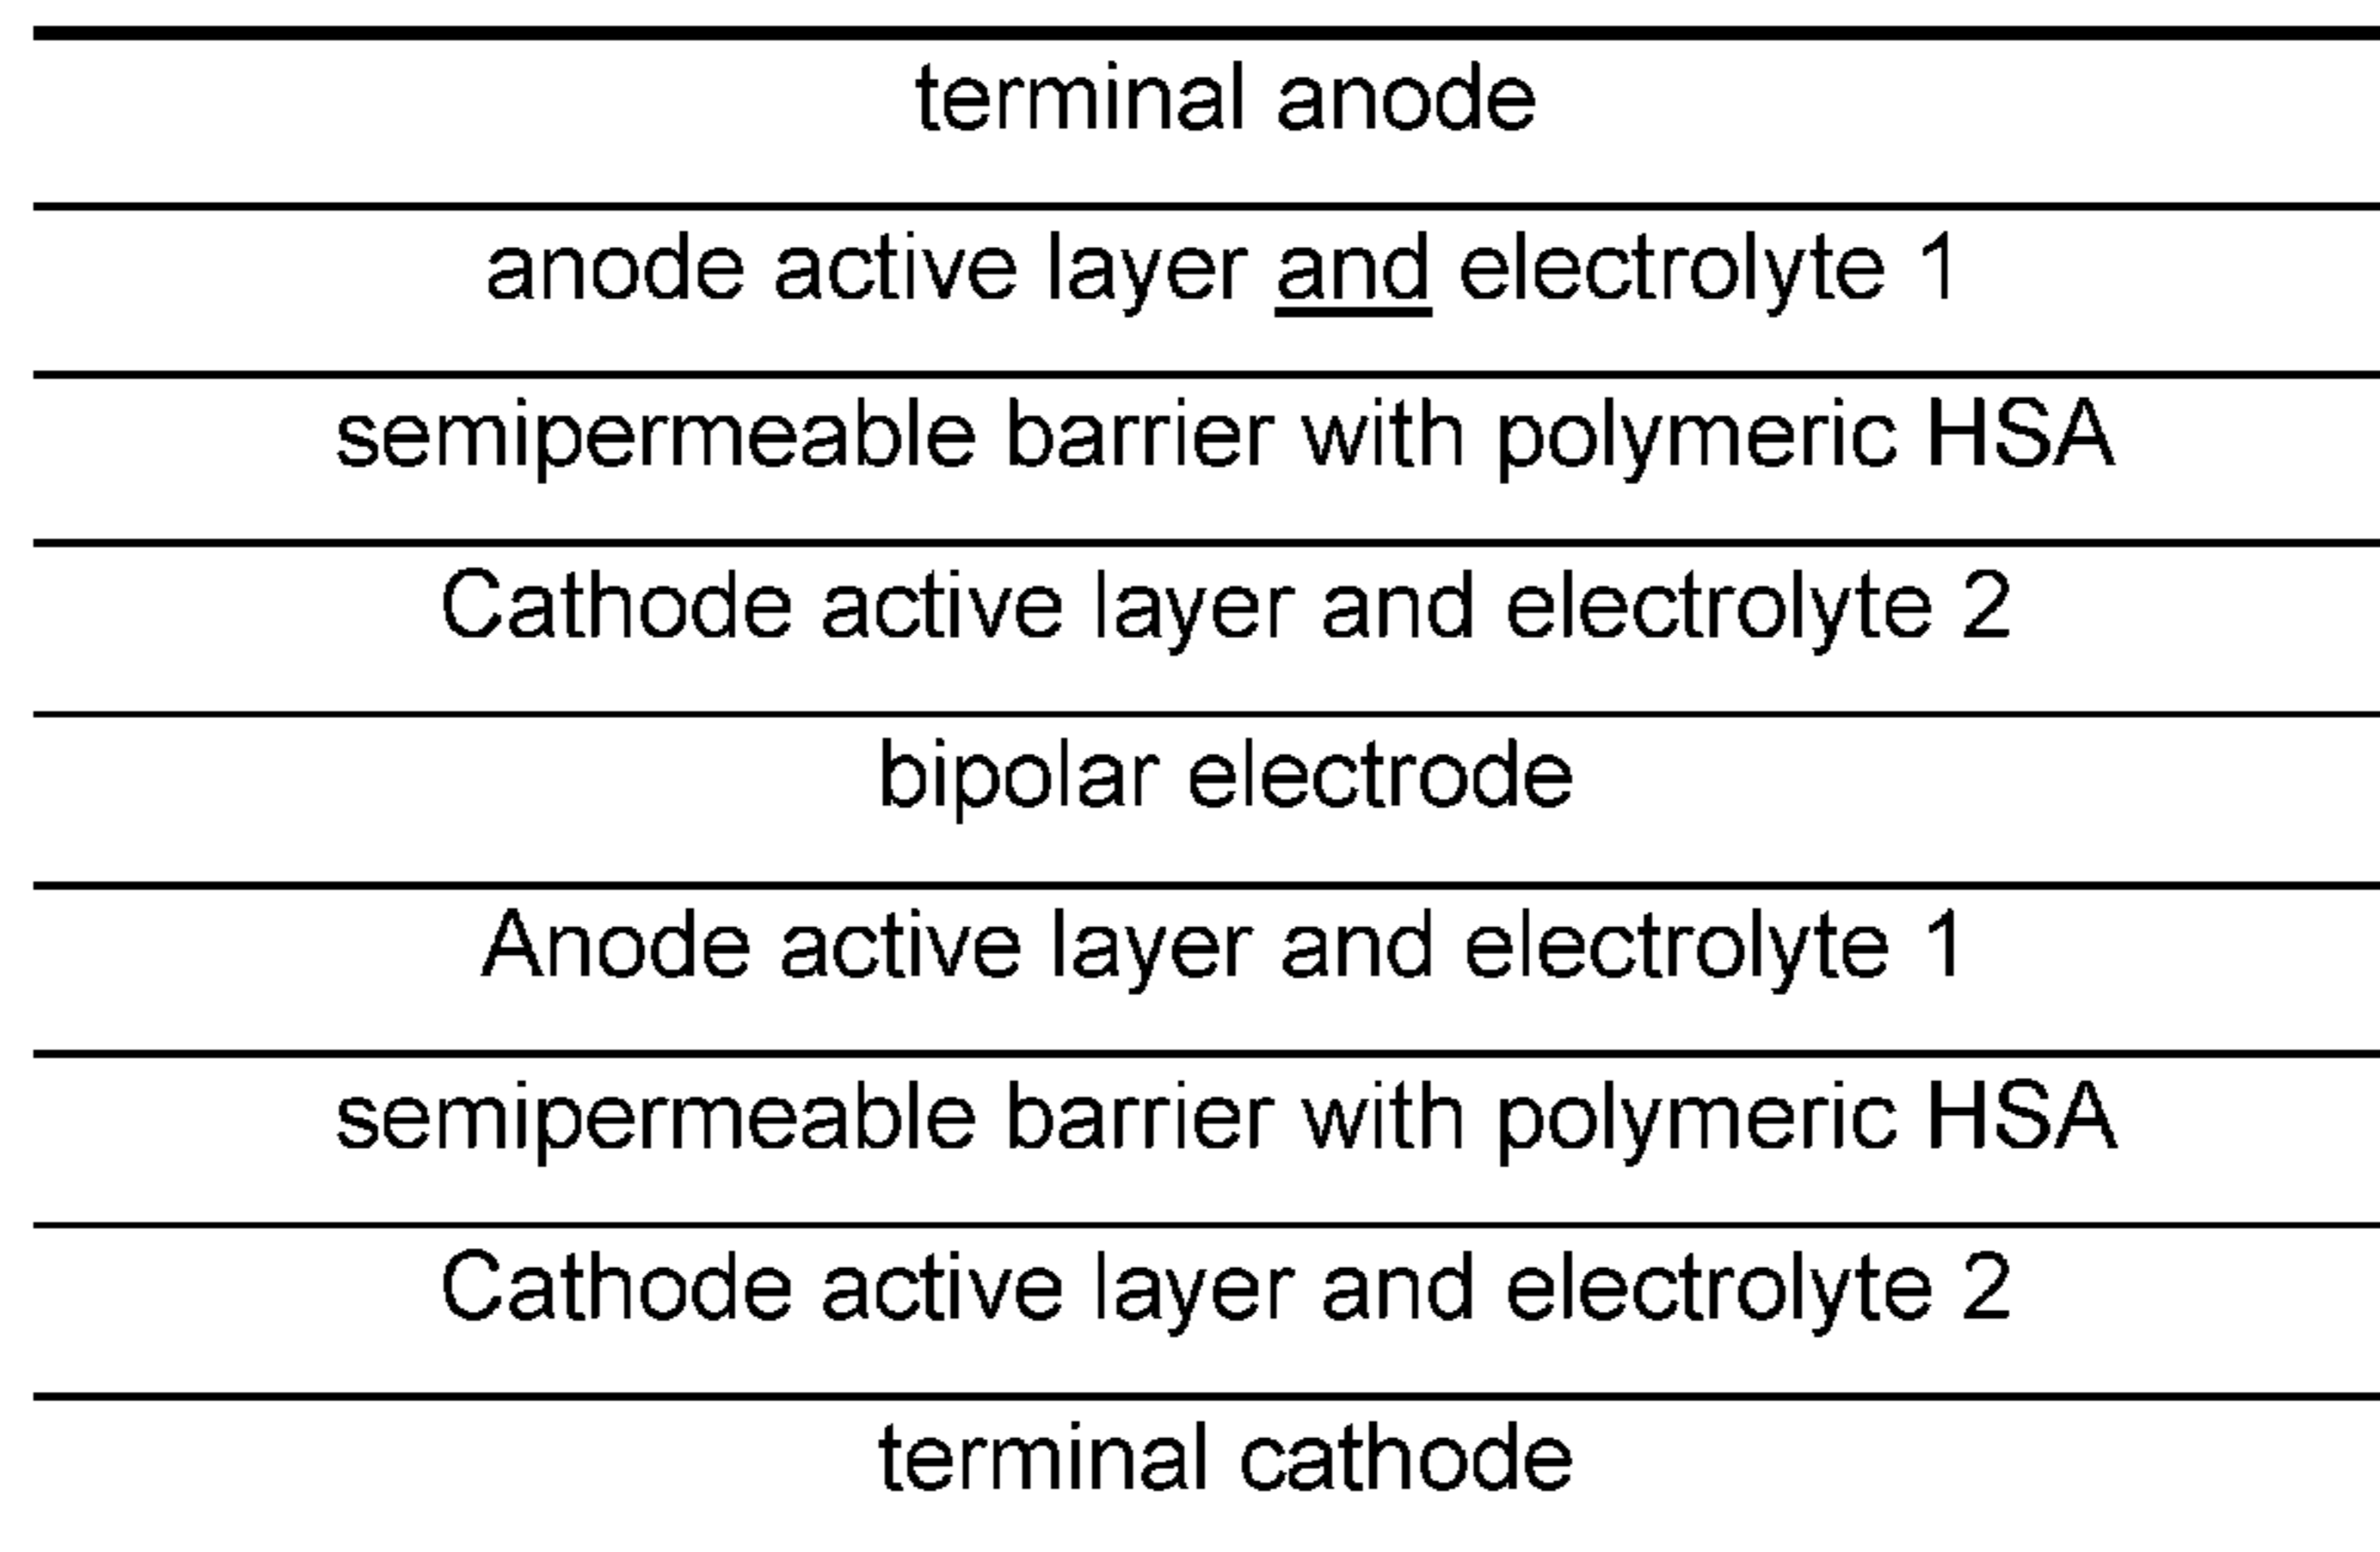 terminal anode
anode active layer and electrolyte 1
semipermeable barrier with polymeric HSA
Cathode active layer and electrolyte 2
bipolar electrode
Anode active layer and electrolyte 1
semipermeable barrier with polymeric HSA
Cathode active layer and electrolyte 2
terminal cathode